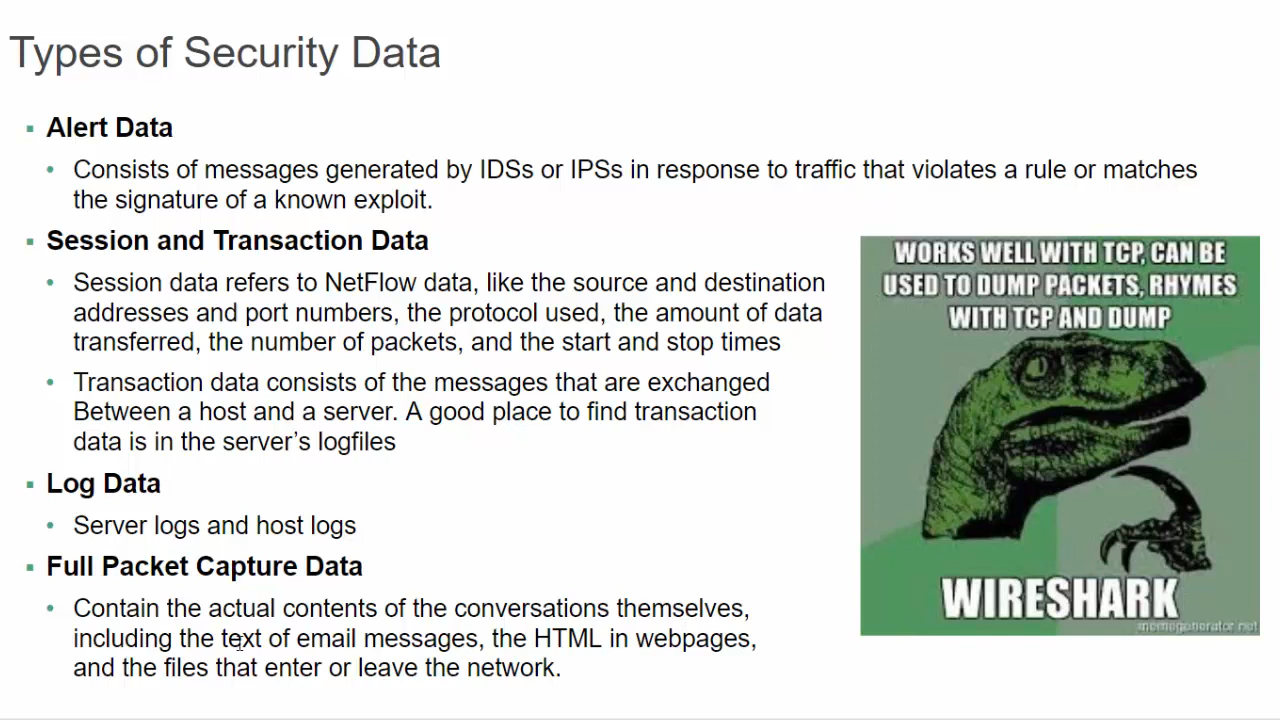 Types of Security Data
Alert Data
Consists of messages generated by IDSs or IPSs in response to traffic that violates a rule or matches
the signature of a known exploit.
Session and Transaction Data
Session data refers to NetFlow data, like the source and destination
addresses and port numbers, the protocol used, the amount of data
transferred, the number of packets, and the start and stop times
Transaction data consists of the messages that are exchanged
Between a host and a server. A good place to find transaction
data is in the server’s logfiles
Log Data
Server logs and host logs
Full Packet Capture Data
Contain the actual contents of the conversations themselves,
including the text of email messages, the HTML in webpages,
and the files that enter or leave the network.
WORKS WELL WITH TCP, CAN BE
USED TO DUMP PACKETS, RHYMES
WITH TCP AND DUMP
WIRESHARK
memegenerator.net